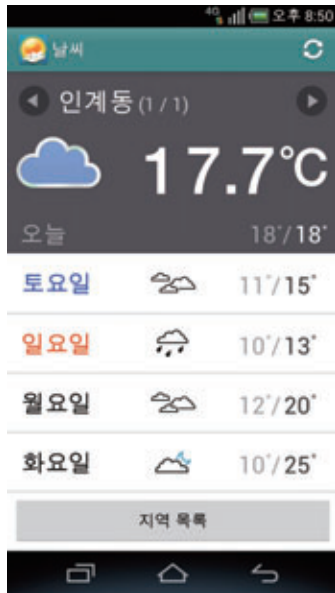 4G 오후 8:50
날씨
인계동 (1 / 1)
17.7℃
오늘 18˚/18˚
토요일 11˚/15˚
일요일 10˚/13˚
월요일 12˚/20˚
화요일 10˚/25˚
지역 목록